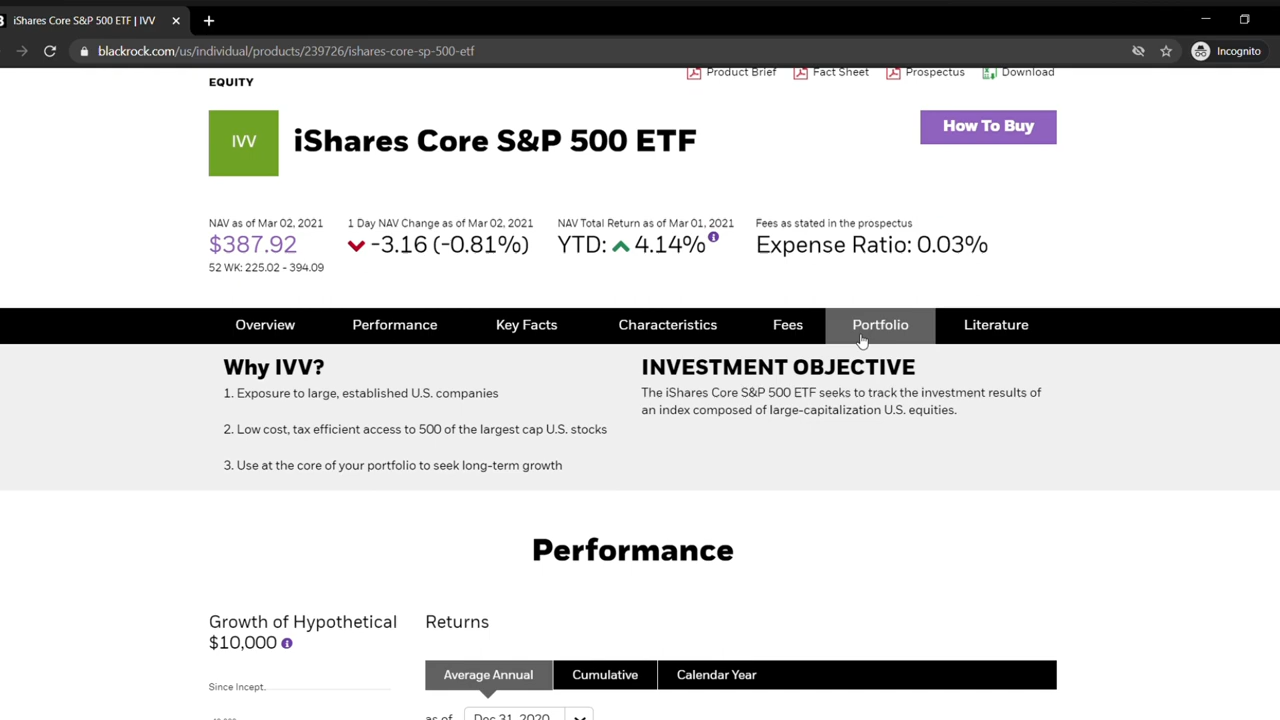 iShares Core S&P 500 ETF | IVV
blackrock.com/us/individual/products/239726/ishares-core-sp-500-etf
Incognito
EQUITY
Product Brief
Fact Sheet
Prospectus
Download
IVV
iShares Core S&P 500 ETF
How To Buy
NAV as of Mar 02, 2021
$387.92
52 WK: 225.02 - 394.09
1 Day NAV Change as of Mar 02, 2021
-3.16 (-0.81%)
NAV Total Return as of Mar 01, 2021
YTD: 4.14%
Fees as stated in the prospectus
Expense Ratio: 0.03%
Overview
Performance
Key Facts
Characteristics
Fees
Portfolio
Literature
Why IVV?
1. Exposure to large, established U.S. companies
2. Low cost, tax efficient access to 500 of the largest cap U.S. stocks
3. Use at the core of your portfolio to seek long-term growth
INVESTMENT OBJECTIVE
The iShares Core S&P 500 ETF seeks to track the investment results of
an index composed of large-capitalization U.S. equities.
Performance
Growth of Hypothetical
$10,000
Since Incept.
Returns
Average Annual
Cumulative
Calendar Year
as of
Dec 31, 2020